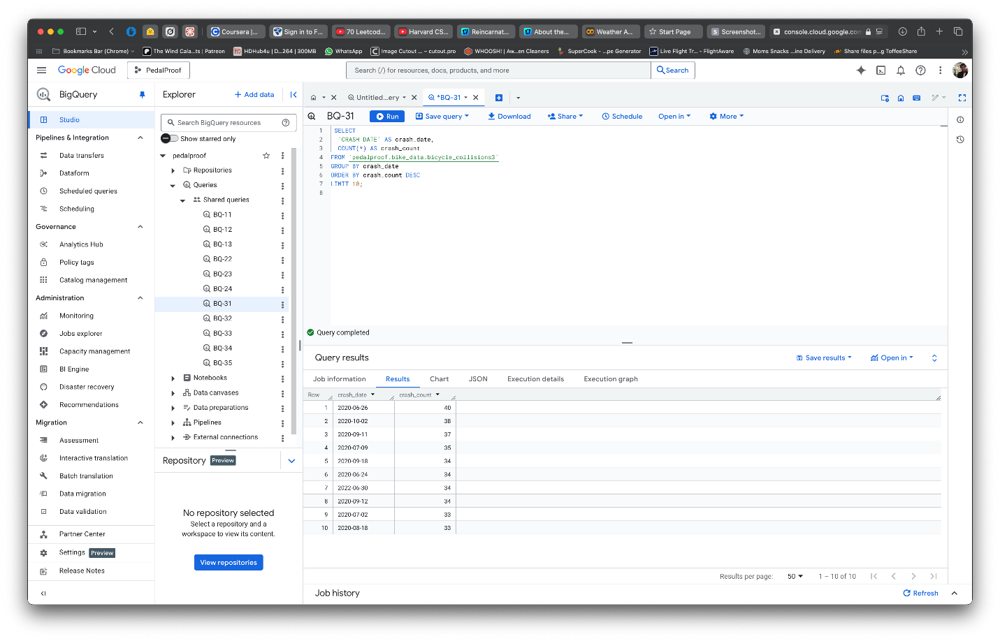 Coursera |...
Sign in to F...
70 Leetcod...
Harvard CS...
Reincarnat...
About the...
Weather A...
Start Page
Screenshot...
console.cloud.google.com
Bookmarks Bar (Chrome)
The Wind Cala...ts | Patreon
HDHub4u | D...264 | 300MB
WhatsApp
Image Cutout ... – cutout.pro
WHOOSH! | Aw...en Cleaners
SuperCook - ...pe Generator
Live Flight Tr... - FlightAware
Moms Snacks ...ine Delivery
Share files p...g ToffeeShare
Google Cloud
PedalProof
Search (/) for resources, docs, products, and more
Search
BigQuery
Studio
Pipelines & Integration
Data transfers
Dataform
Scheduled queries
Scheduling
Governance
Analytics Hub
Policy tags
Catalog management
Administration
Monitoring
Jobs explorer
Capacity management
BI Engine
Disaster recovery
Recommendations
Migration
Assessment
Interactive translation
Batch translation
Data migration
Data validation
Partner Center
Settings Preview
Release Notes
Explorer
+ Add data
Search BigQuery resources
Show starred only
pedalproof
Repositories
Queries
Shared queries
BQ-11
BQ-12
BQ-13
BQ-22
BQ-23
BQ-24
BQ-31
BQ-32
BQ-33
BQ-34
BQ-35
Notebooks
Data canvases
Data preparations
Pipelines
External connections
Repository Preview
No repository selected
Select a repository and a
workspace to view its content.
View repositories
Untitled...ery
*BQ-31
BQ-31
Run
Save query
Download
Share
Schedule
Open in
More
1 SELECT
2 `CRASH DATE` AS crash_date,
3 COUNT(*) AS crash_count
4 FROM `pedalproof.bike_data.bicycle_collisions3`
5 GROUP BY crash_date
6 ORDER BY crash_count DESC
7 LIMIT 10;
8
Query completed
Query results
Save results
Open in
Job information
Results
Chart
JSON
Execution details
Execution graph
Row crash_date crash_count
1 2020-06-26 40
2 2020-10-02 38
3 2020-09-11 37
4 2020-07-09 35
5 2020-09-18 34
6 2020-06-24 34
7 2022-06-30 34
8 2020-09-12 34
9 2020-07-02 33
10 2020-08-18 33
Results per page: 50 1 – 10 of 10
Job history
Refresh